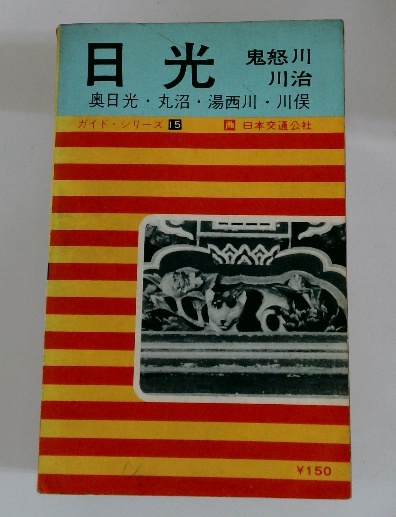 日光 鬼怒川
川治
奥日光・丸沼・湯西川・川俣
ガイド・シリーズ 15 日本交通公社
¥150